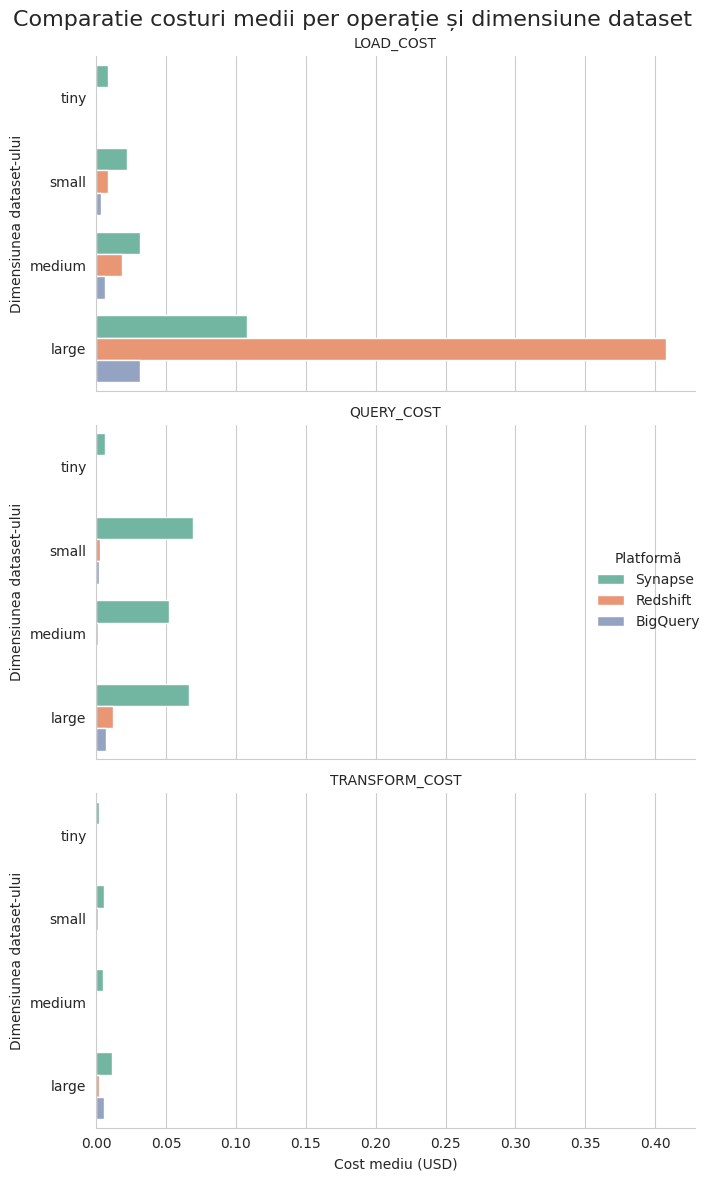 Comparatie costuri medii per operație și dimensiune dataset
LOAD_COST
Dimensiunea dataset-ului
tiny
small
medium
large
QUERY_COST
Dimensiunea dataset-ului
tiny
small
medium
large
Platformă
Synapse
Redshift
BigQuery
TRANSFORM_COST
Dimensiunea dataset-ului
tiny
small
medium
large
0.00 0.05 0.10 0.15 0.20 0.25 0.30 0.35 0.40
Cost mediu (USD)